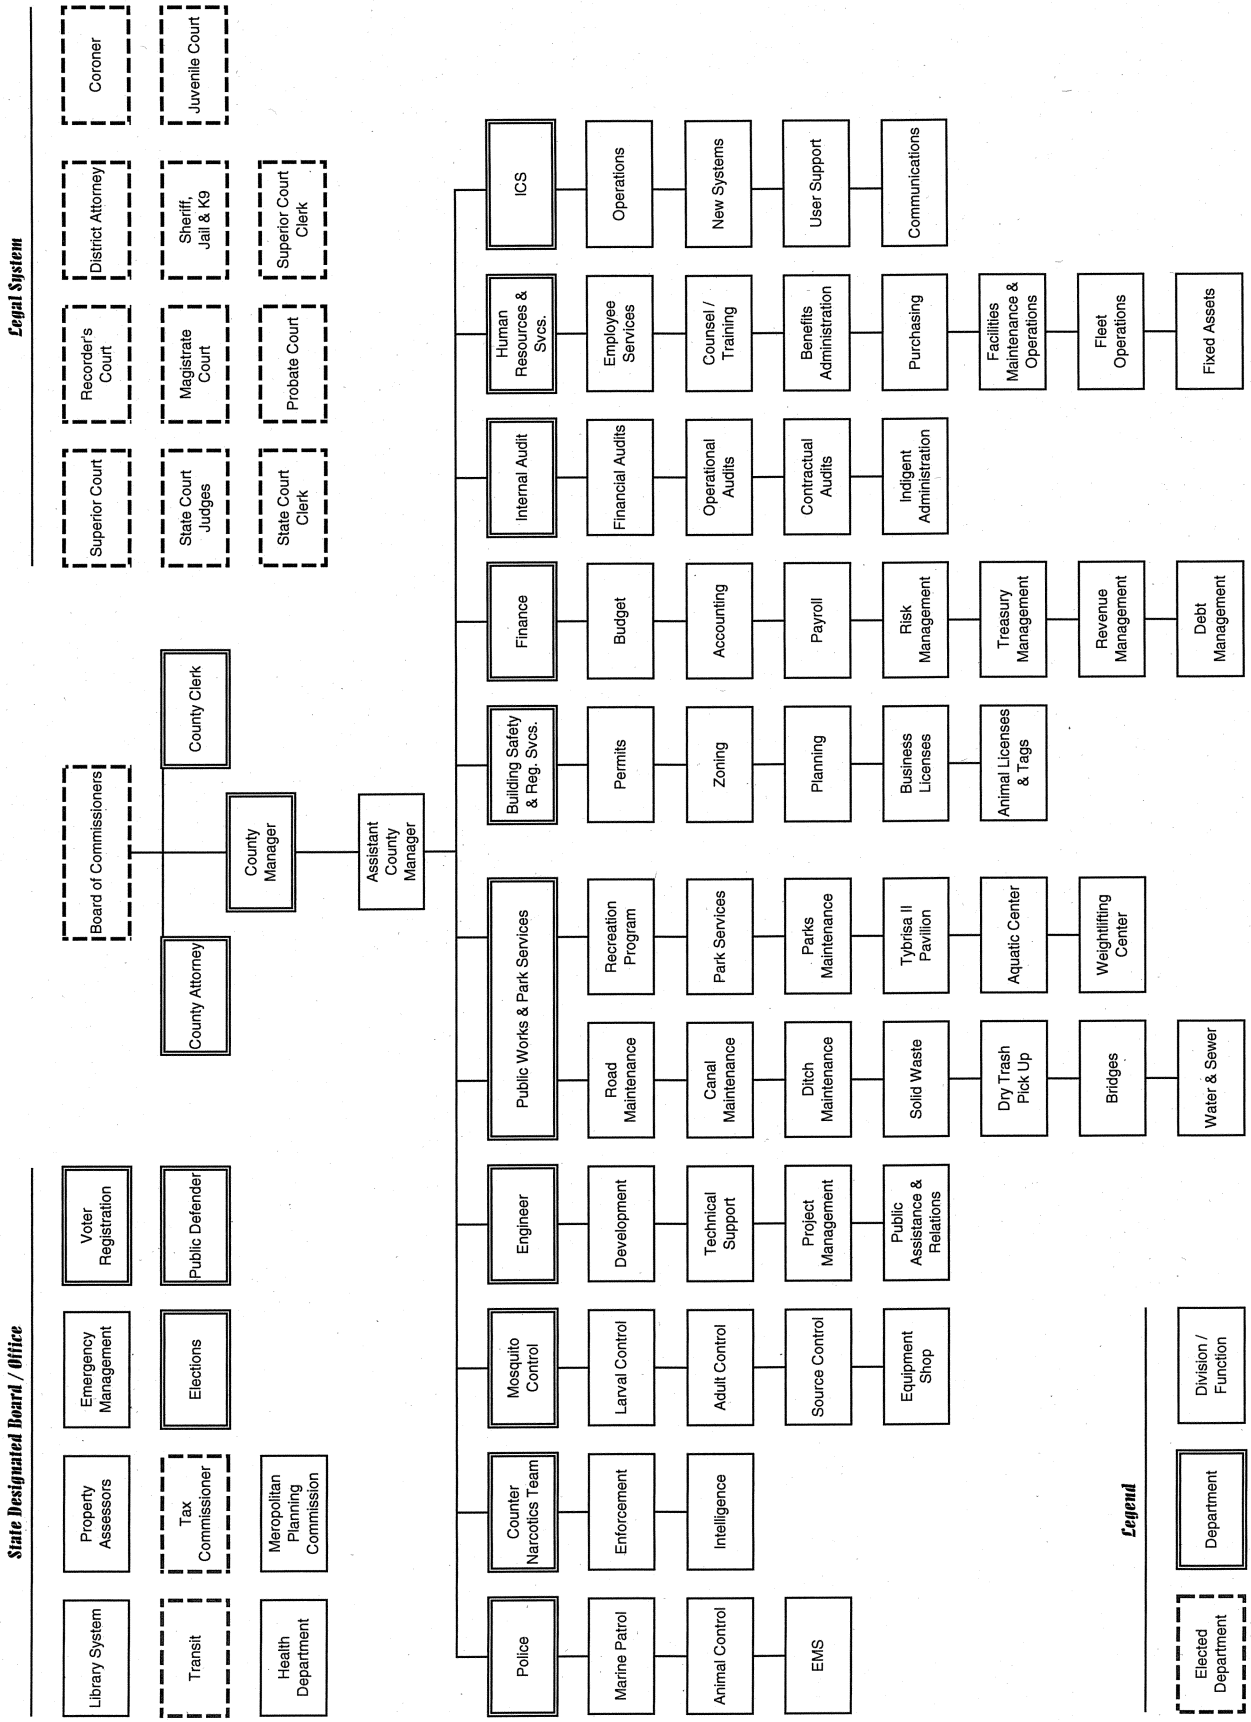 State Designated Board / Office
Library System
Property
Assessors
Emergency
Management
Voter
Registration
Transit
Tax
Commissioner
Elections
Public Defender
Health
Department
Meropolitan
Planning
Commission
Board of Commissioners
County Attorney
County Clerk
County
Manager
Assistant
County
Manager
Legal System
Superior Court
Recorder's
Court
District Attorney
Coroner
State Court
Judges
Magistrate
Court
Sheriff,
Jail & K9
Juvenile Court
State Court
Clerk
Probate Court
Superior Court
Clerk
Police
Marine Patrol
Animal Control
EMS
Counter
Narcotics Team
Enforcement
Intelligence
Mosquito
Control
Larval Control
Adult Control
Source Control
Equipment
Shop
Engineer
Development
Technical
Support
Project
Management
Public
Assistance &
Relations
Public Works & Park Services
Road
Maintenance
Canal
Maintenance
Ditch
Maintenance
Solid Waste
Dry Trash
Pick Up
Bridges
Water & Sewer
Recreation
Program
Park Services
Parks
Maintenance
Tybrisa II
Pavilion
Aquatic Center
Weightlifting
Center
Building Safety
& Reg. Svcs.
Permits
Zoning
Planning
Business
Licenses
Animal Licenses
& Tags
Finance
Budget
Accounting
Payroll
Risk
Management
Treasury
Management
Revenue
Management
Debt
Management
Internal Audit
Financial Audits
Operational
Audits
Contractual
Audits
Indigent
Administration
Human
Resources &
Svcs.
Employee
Services
Counsel /
Training
Benefits
Administration
Purchasing
Facilities
Maintenance &
Operations
Fleet
Operations
Fixed Assets
ICS
Operations
New Systems
User Support
Communications
Legend
Elected
Department
Department
Division /
Function